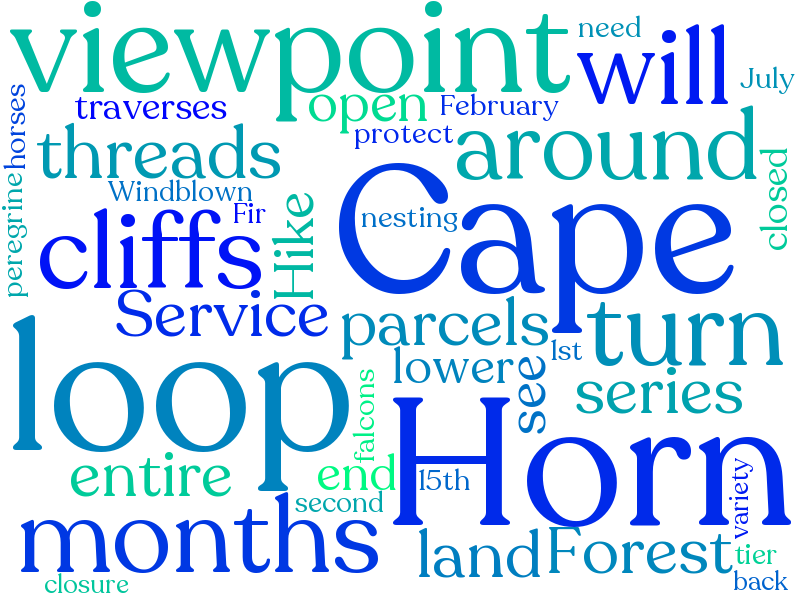 viewpoint
need
will
July
traverses
open
February
protect
horses
threads
around
Windblown
Fir
nesting
closed
peregrine
cliffs
Hike
Cape
Service
parcels
turn
lst
lower
see
series
loop
falcons
Horn
entire
end
15th
second
variety
months
land
Forest
tier
closure
back